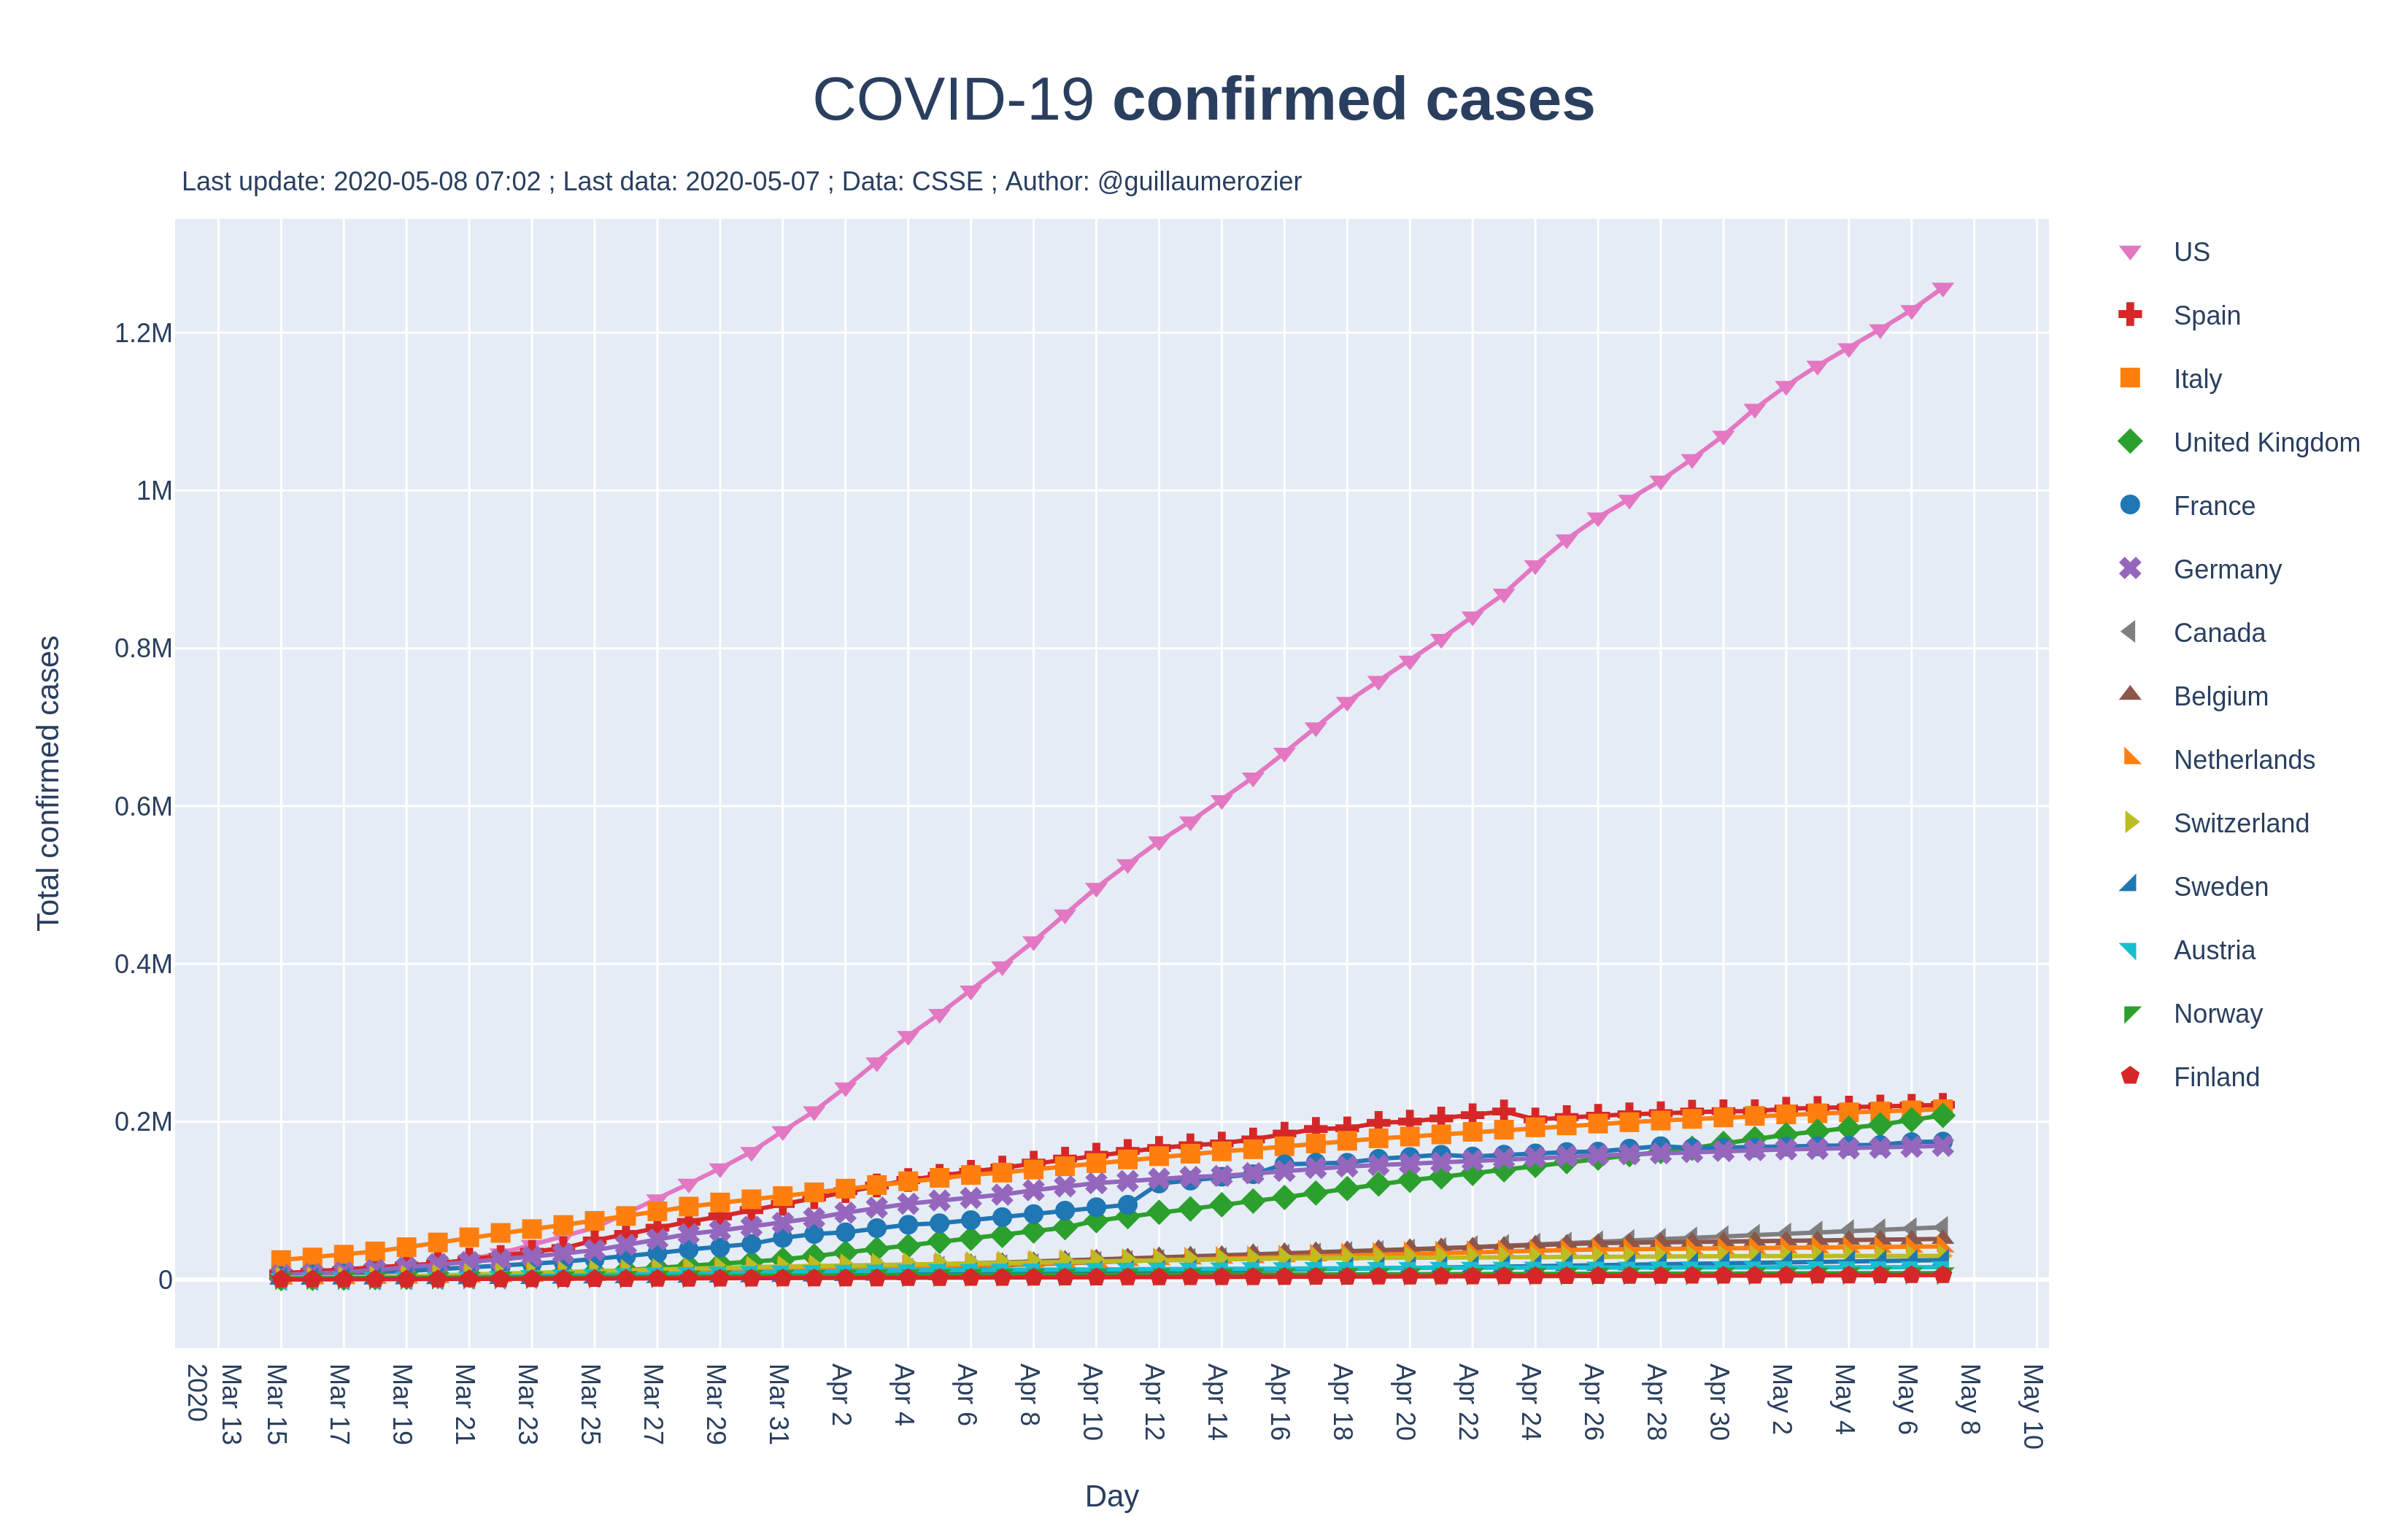 COVID-19 confirmed cases
Last update: 2020-05-08 07:02 ; Last data: 2020-05-07 ; Data: CSSE ; Author: @guillaumerozier
US
Spain
Italy
United Kingdom
France
Germany
Canada
Belgium
Netherlands
Switzerland
Sweden
Austria
Norway
Finland
Total confirmed cases
1.2M
1M
0.8M
0.6M
0.4M
0.2M
0
Mar 13
2020
Mar 15
Mar 17
Mar 19
Mar 21
Mar 23
Mar 25
Mar 27
Mar 29
Mar 31
Apr 2
Apr 4
Apr 6
Apr 8
Apr 10
Apr 12
Apr 14
Apr 16
Apr 18
Apr 20
Apr 22
Apr 24
Apr 26
Apr 28
Apr 30
May 2
May 4
May 6
May 8
May 10
Day